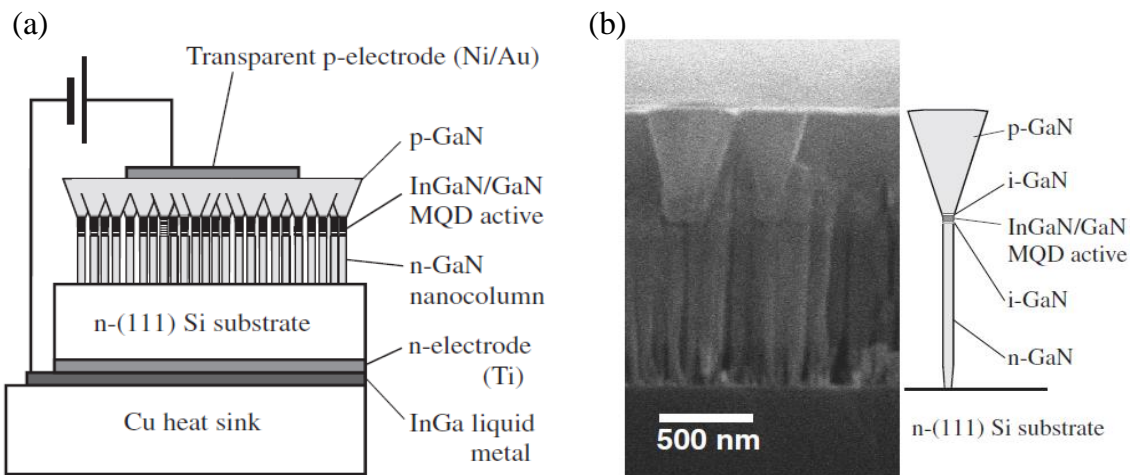 (a)
Transparent p-electrode (Ni/Au)
p-GaN
InGaN/GaN
MQD active
n-GaN
nanocolumn
n-(111) Si substrate
n-electrode
(Ti)
Cu heat sink
InGa liquid
metal
(b)
500 nm
p-GaN
i-GaN
InGaN/GaN
MQD active
i-GaN
n-GaN
n-(111) Si substrate